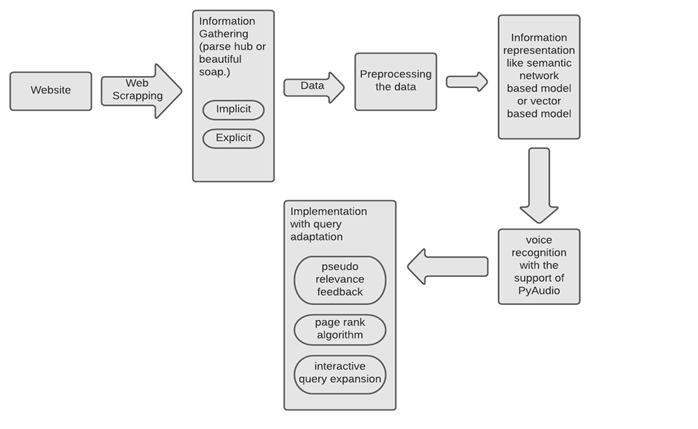 Website
Web
Scrapping
Information
Gathering
(parse hub or
beautiful
soap.)
Implicit
Explicit
Data
Preprocessing
the data
Information
representation
like semantic
network
based model
or vector
based model
voice
recognition
with the
support of
PyAudio
Implementation
with query
adaptation
pseudo
relevance
feedback
page rank
algorithm
interactive
query expansion